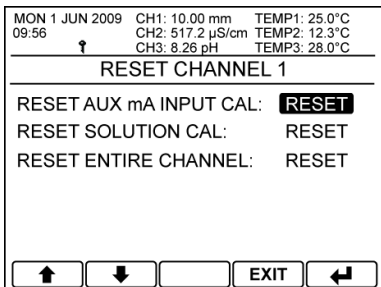 MON 1 JUN 2009 CH1: 10.00 mm TEMP1: 25.0°C
09:56 CH2: 517.2 µS/cm TEMP2: 12.3°C
CH3: 8.26 pH TEMP3: 28.0°C
RESET CHANNEL 1
RESET AUX mA INPUT CAL: RESET
RESET SOLUTION CAL: RESET
RESET ENTIRE CHANNEL: RESET
EXIT